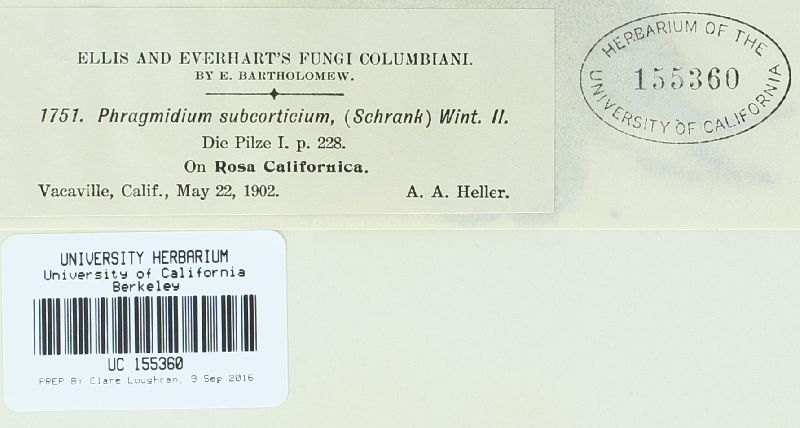 ELLIS AND EVERHART'S FUNGI COLUMBIANI.
BY E. BARTHOLOMEW.
1751. Phragmidium subcorticium, (Schrank) Wint. II.
Die Pilze I. p. 228.
On Rosa Californica.
Vacaville, Calif., May 22, 1902. A. A. Heller.
HERBARIUM OF THE
155360
UNIVERSITY OF CALIFORNIA
UNIVERSITY HERBARIUM
University of California
Berkeley
UC 155360
PREP BY Clare Loughran, 9 Sep 2016